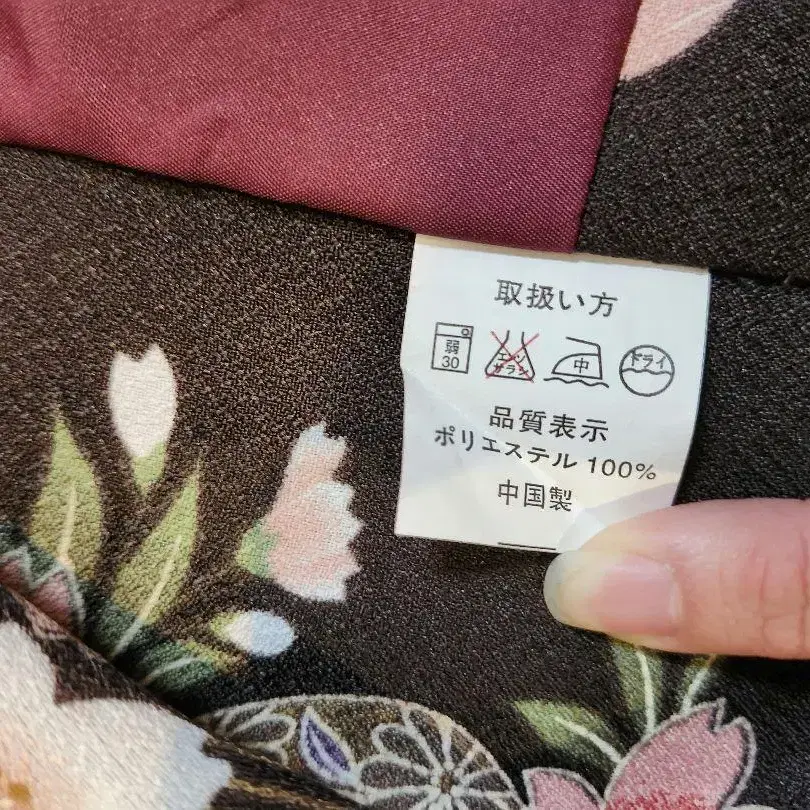 取扱い方
弱 30 エンソサラシ 中 ドライ
品質表示
ポリエステル 100%
中国製